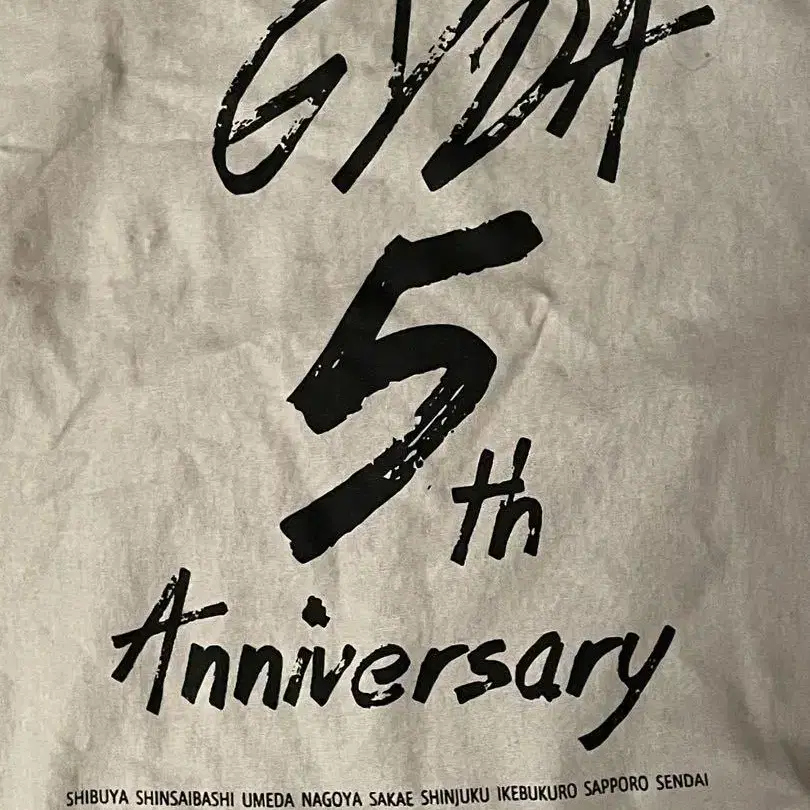 GYDA
5th
Anniversary
SHIBUYA SHINSAIBASHI UMEDA NAGOYA SAKAE SHINJUKU IKEBUKURO SAPPORO SENDAI